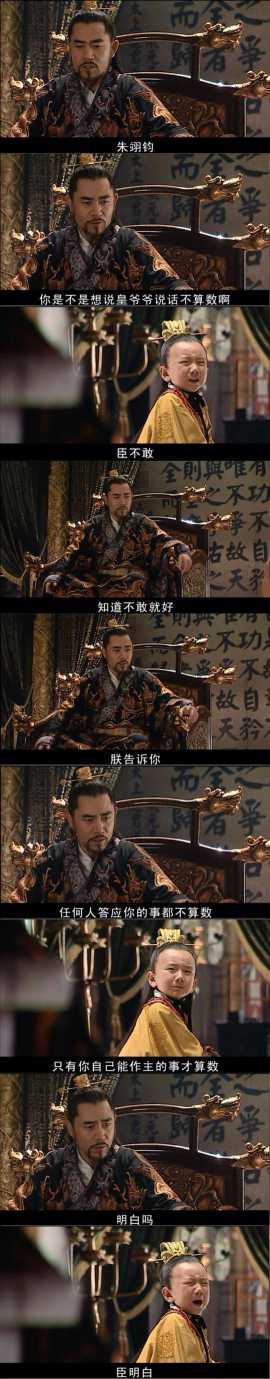 朱翊钧
你是不是想说皇爷爷说话不算数啊
臣不敢
知道不敢就好
朕告诉你
任何人答应你的事都不算数
只有你自己能作主的事才算数
明白吗
臣明白